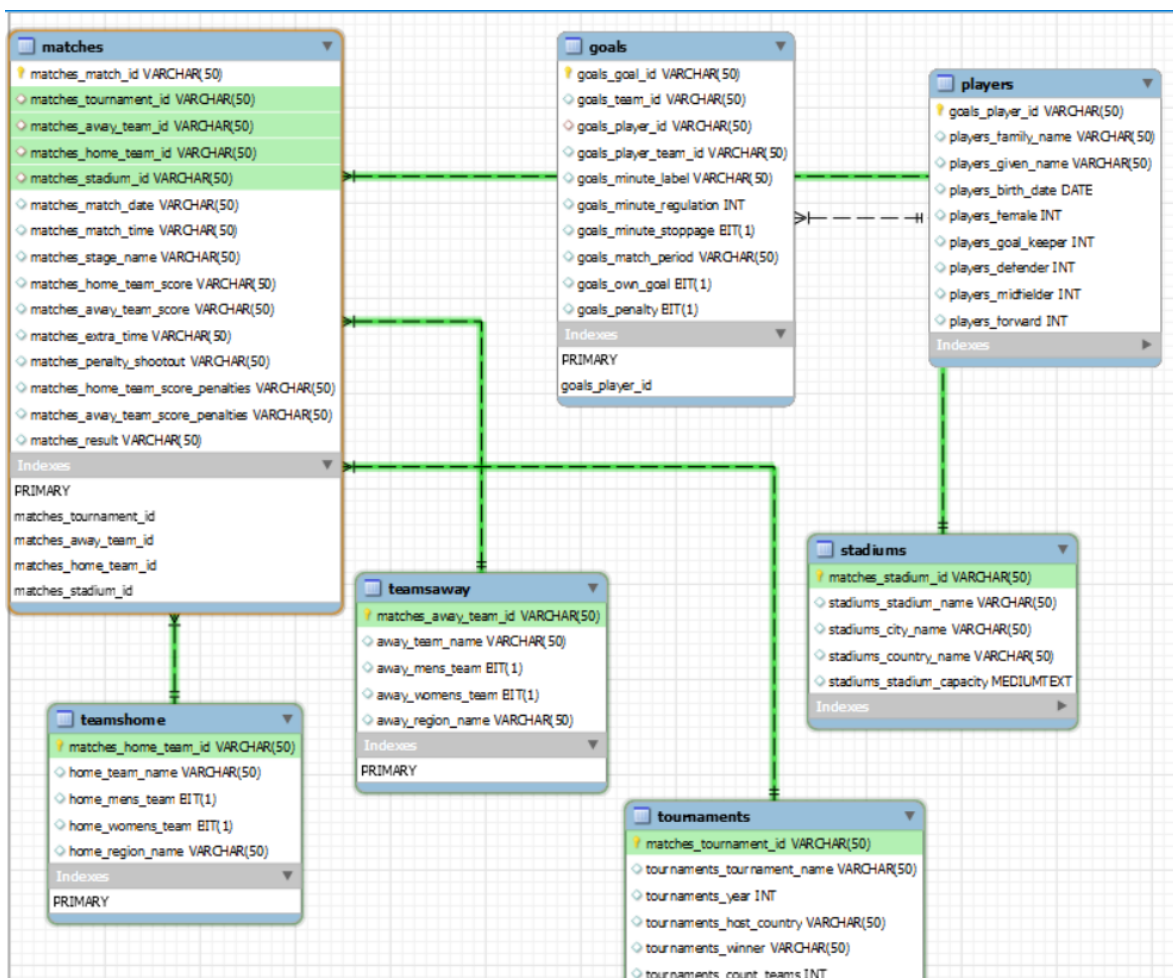 matches
matches_match_id VARCHAR(50)
matches_tournament_id VARCHAR(50)
matches_away_team_id VARCHAR(50)
matches_home_team_id VARCHAR(50)
matches_stadium_id VARCHAR(50)
matches_match_date VARCHAR(50)
matches_match_time VARCHAR(50)
matches_stage_name VARCHAR(50)
matches_home_team_score VARCHAR(50)
matches_away_team_score VARCHAR(50)
matches_extra_time VARCHAR(50)
matches_penalty_shootout VARCHAR(50)
matches_home_team_score_penalties VARCHAR(50)
matches_away_team_score_penalties VARCHAR(50)
matches_result VARCHAR(50)
Indexes
PRIMARY
matches_tournament_id
matches_away_team_id
matches_home_team_id
matches_stadium_id
goals
goals_goal_id VARCHAR(50)
goals_team_id VARCHAR(50)
goals_player_id VARCHAR(50)
goals_player_team_id VARCHAR(50)
goals_minute_label VARCHAR(50)
goals_minute_regulation INT
goals_minute_stoppage BIT(1)
goals_match_period VARCHAR(50)
goals_own_goal BIT(1)
goals_penalty BIT(1)
Indexes
PRIMARY
goals_player_id
players
goals_player_id VARCHAR(50)
players_family_name VARCHAR(50)
players_given_name VARCHAR(50)
players_birth_date DATE
players_female INT
players_goal_keeper INT
players_defender INT
players_midfielder INT
players_forward INT
Indexes
teamsaway
matches_away_team_id VARCHAR(50)
away_team_name VARCHAR(50)
away_mens_team BIT(1)
away_womens_team BIT(1)
away_region_name VARCHAR(50)
Indexes
PRIMARY
stadiums
matches_stadium_id VARCHAR(50)
stadiums_stadium_name VARCHAR(50)
stadiums_city_name VARCHAR(50)
stadiums_country_name VARCHAR(50)
stadiums_stadium_capacity MEDIUMTEXT
Indexes
teamshome
matches_home_team_id VARCHAR(50)
home_team_name VARCHAR(50)
home_mens_team BIT(1)
home_womens_team BIT(1)
home_region_name VARCHAR(50)
Indexes
PRIMARY
tournaments
matches_tournament_id VARCHAR(50)
tournaments_tournament_name VARCHAR(50)
tournaments_year INT
tournaments_host_country VARCHAR(50)
tournaments_winner VARCHAR(50)
tournaments_count_teams INT